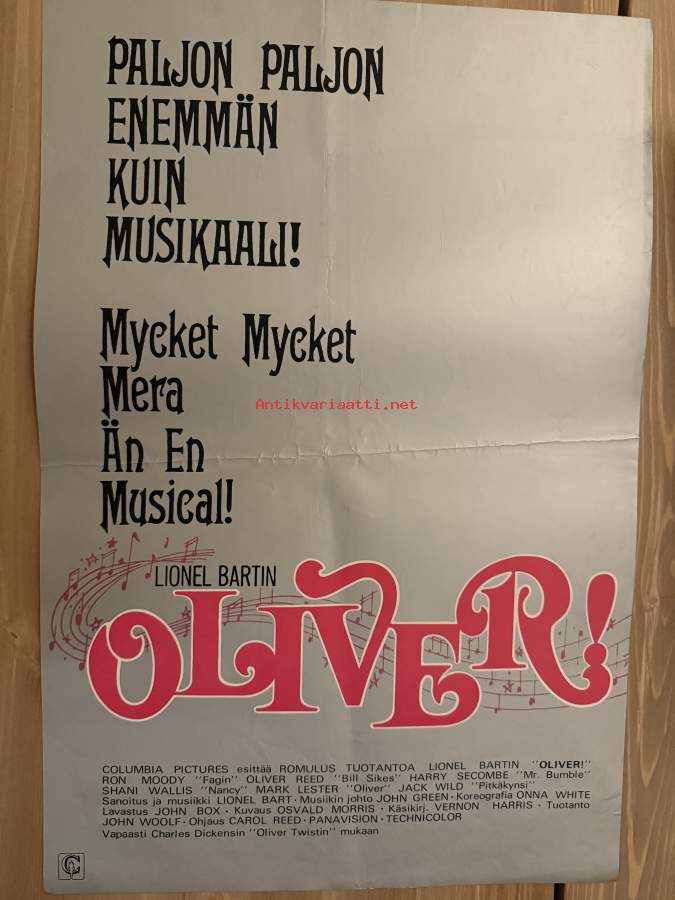 PALJON PALJON
ENEMMÄN
KUIN
MUSIKAALI!
Mycket Mycket
Mera
Antikvariaatti.net
Än En
Musical!
LIONEL BARTIN
OLIVER!
COLUMBIA PICTURES esittää ROMULUS TUOTANTOA LIONEL BARTIN "OLIVER!"
RON MOODY "Fagin" OLIVER REED "Bill Sikes" HARRY SECOMBE "Mr. Bumble"
SHANI WALLIS "Nancy" MARK LESTER "Oliver" JACK WILD "Pitkäkynsi"
Sanoitus ja musiikki LIONEL BART · Musiikin johto JOHN GREEN · Koreografia ONNA WHITE
Lavastus JOHN BOX · Kuvaus OSVALD MORRIS · Käsikirj. VERNON HARRIS · Tuotanto
JOHN WOOLF · Ohjaus CAROL REED · PANAVISION · TECHNICOLOR
Vapaasti Charles Dickensin "Oliver Twistin" mukaan